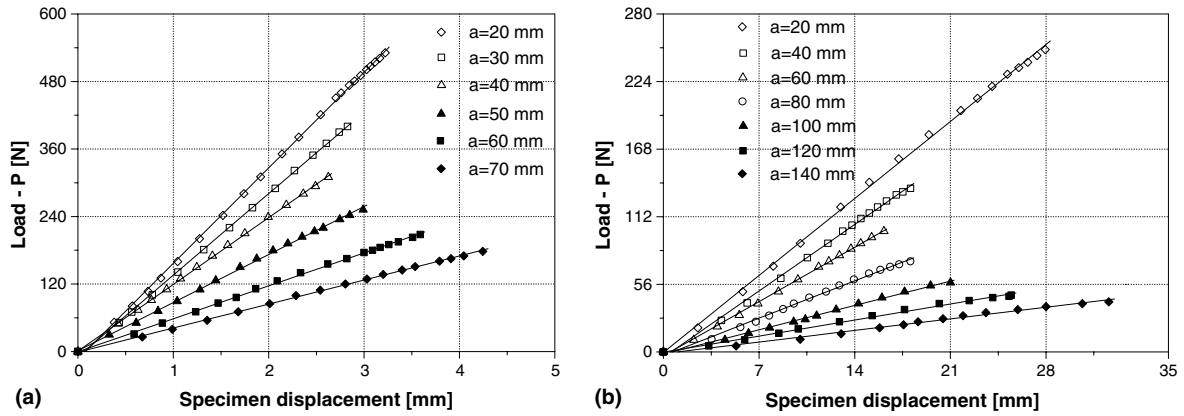 600
480
360
240
120
0
Load - P [N]
a=20 mm
a=30 mm
a=40 mm
a=50 mm
a=60 mm
a=70 mm
0 1 2 3 4 5
(a)
Specimen displacement [mm]
280
224
168
112
56
0
Load - P [N]
a=20 mm
a=40 mm
a=60 mm
a=80 mm
a=100 mm
a=120 mm
a=140 mm
0 7 14 21 28 35
(b)
Specimen displacement [mm]